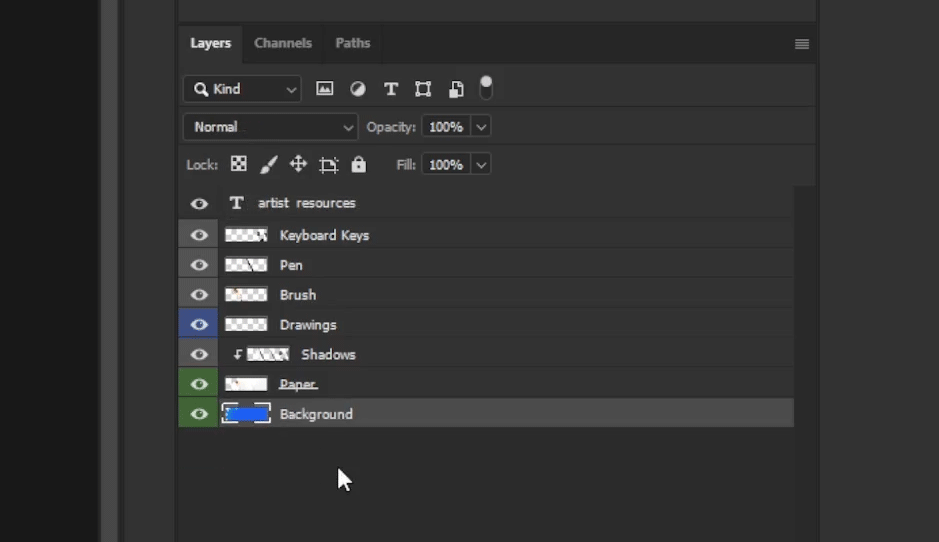 Layers Channels Paths
Kind
Normal Opacity: 100%
Lock: Fill: 100%
T artist resources
Keyboard Keys
Pen
Brush
Drawings
Shadows
Paper
Background